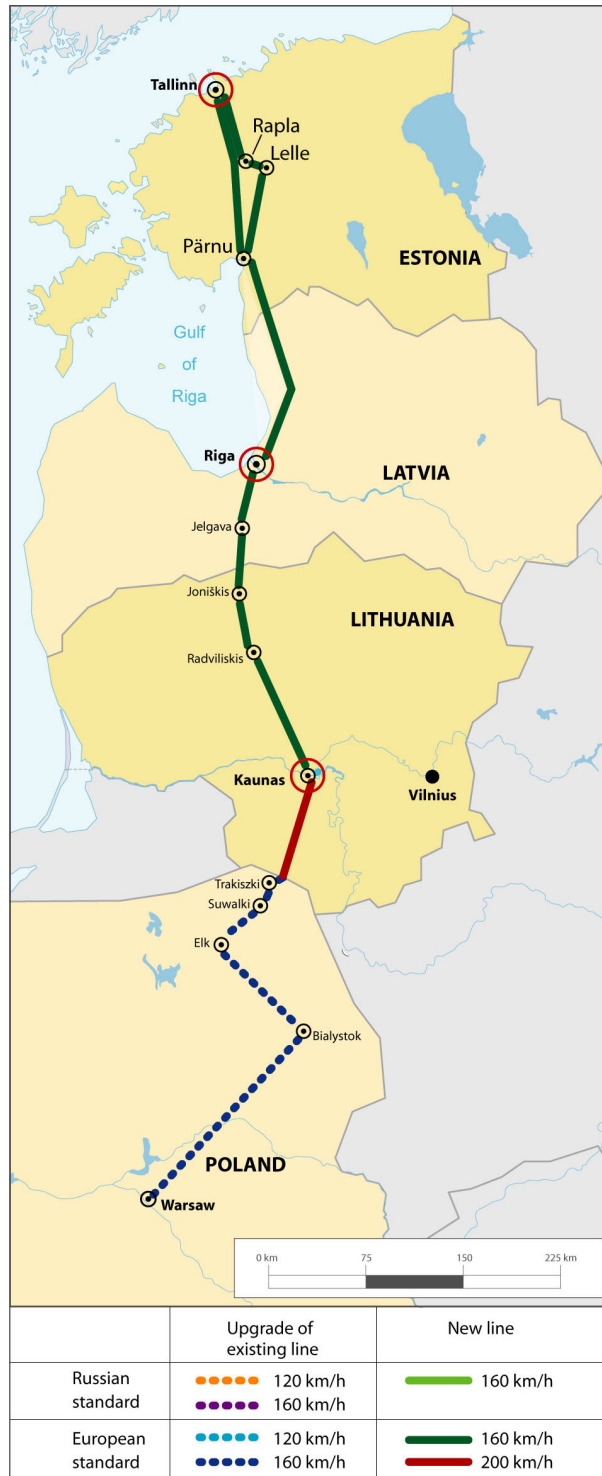 Tallinn
Rapla
Lelle
Pärnu
ESTONIA
Gulf
of
Riga
Riga
LATVIA
Jelgava
Joniškis
LITHUANIA
Radviliskis
Kaunas
Vilnius
Trakiszki
Suwalki
Elk
Bialystok
POLAND
Warsaw
0 km 75 150 225 km
Upgrade of
existing line
New line
Russian
standard
120 km/h
160 km/h
160 km/h
European
standard
120 km/h
160 km/h
160 km/h
200 km/h